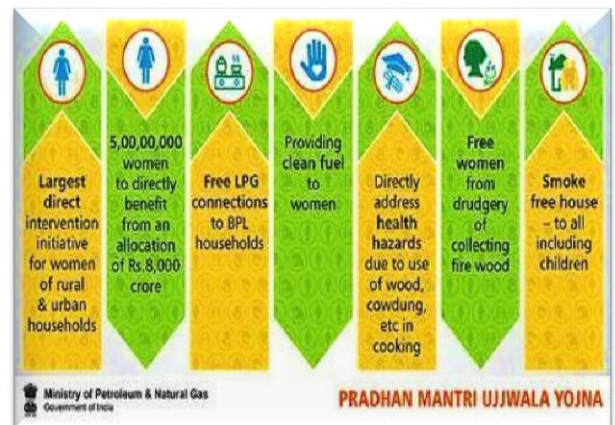 Largest
direct
intervention
initiative
for women
of rural
& urban
households
5,00,00,000
women
to directly
benefit
from an
allocation
of Rs.8,000
crore
Free LPG
connections
to BPL
households
Providing
clean fuel
to
women
Directly
address
health
hazards
due to use
of wood,
cowdung,
etc in
cooking
Free
women
from
drudgery
of
collecting
fire wood
Smoke
free house
– to all
including
children
Ministry of Petroleum & Natural Gas
Government of India
PRADHAN MANTRI UJJWALA YOJNA